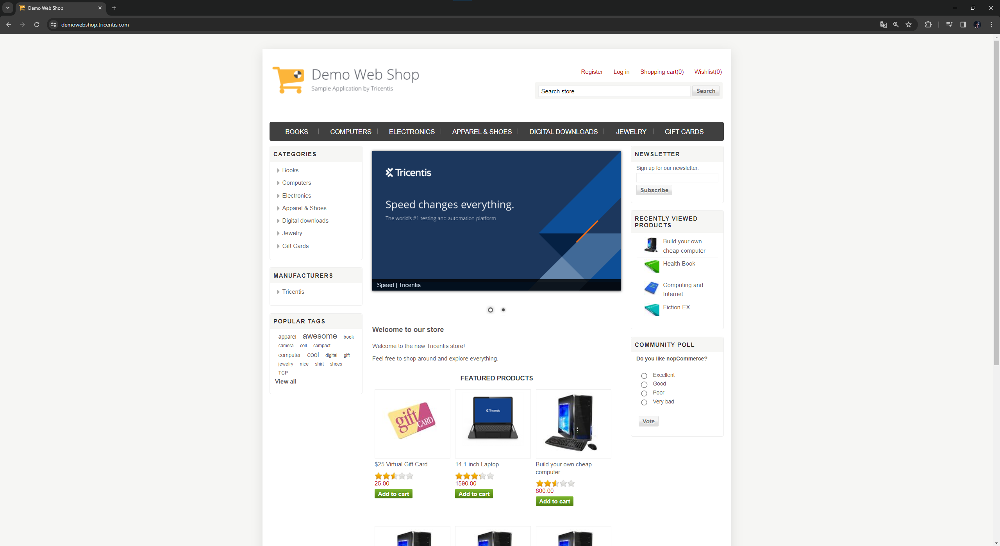 Demo Web Shop
demowebshop.tricentis.com
Demo Web Shop
Sample Application by Tricentis
Register Log in Shopping cart(0) Wishlist(0)
Search store Search
BOOKS COMPUTERS ELECTRONICS APPAREL & SHOES DIGITAL DOWNLOADS JEWELRY GIFT CARDS
CATEGORIES
Books
Computers
Electronics
Apparel & Shoes
Digital downloads
Jewelry
Gift Cards
MANUFACTURERS
Tricentis
POPULAR TAGS
apparel awesome book
camera cell compact
computer cool digital gift
jewelry nice shirt shoes
TCP
View all
Tricentis
Speed changes everything.
The world's #1 testing and automation platform
Speed | Tricentis
Welcome to our store
Welcome to the new Tricentis store!
Feel free to shop around and explore everything.
FEATURED PRODUCTS
gift CARD
Tricentis
$25 Virtual Gift Card
25.00
Add to cart
14.1-inch Laptop
1590.00
Add to cart
Build your own cheap
computer
800.00
Add to cart
NEWSLETTER
Sign up for our newsletter:
Subscribe
RECENTLY VIEWED
PRODUCTS
Build your own
cheap computer
Health Book
Computing and
Internet
Fiction EX
COMMUNITY POLL
Do you like nopCommerce?
Excellent
Good
Poor
Very bad
Vote